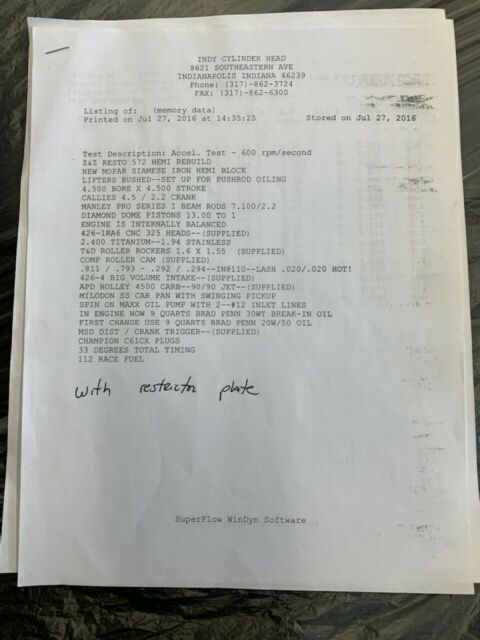 INDY CYLINDER HEAD
8621 SOUTHEASTERN AVE
INDIANAPOLIS INDIANA 46239
Phone: (317)-862-3724
FAX: (317)-862-6300
Listing of: (memory data)
Printed on Jul 27, 2016 at 14:35:25 Stored on Jul 27, 2016
Test Description: Accel. Test - 600 rpm/second
Z&Z RESTO 572 HEMI REBUILD
NEW MOPAR SIAMESE IRON HEMI BLOCK
LIFTERS BUSHED--SET UP FOR PUSHROD OILING
4.500 BORE X 4.500 STROKE
CALLIES 4.5 / 2.2 CRANK
MANLEY PRO SERIES I BEAM RODS 7.100/2.2
DIAMOND DOME PISTONS 13.00 TO 1
ENGINE IS INTERNALLY BALANCED
426-1RA6 CNC 325 HEADS--(SUPPLIED)
2.400 TITANIUM--1.94 STAINLESS
T&D ROLLER ROCKERS 1.6 X 1.55 (SUPPLIED)
COMP ROLLER CAM (SUPPLIED)
.811 / .793 - .292 / .294--IN@110--LASH .020/.020 HOT!
426-4 BIG VOLUME INTAKE--(SUPPLIED)
APD HOLLEY 4500 CARB--90/90 JET--(SUPPLIED)
MILODON SS CAR PAN WITH SWINGING PICKUP
SPIN ON MAXX OIL PUMP WITH 2--#12 INLET LINES
IN ENGINE NOW 9 QUARTS BRAD PENN 30WT BREAK-IN OIL
FIRST CHANGE USE 9 QUARTS BRAD PENN 20W/50 OIL
MSD DIST / CRANK TRIGGER--(SUPPLIED)
CHAMPION C61CX PLUGS
33 DEGREES TOTAL TIMING
112 RACE FUEL
with restrictor plate
SuperFlow WinDyn Software